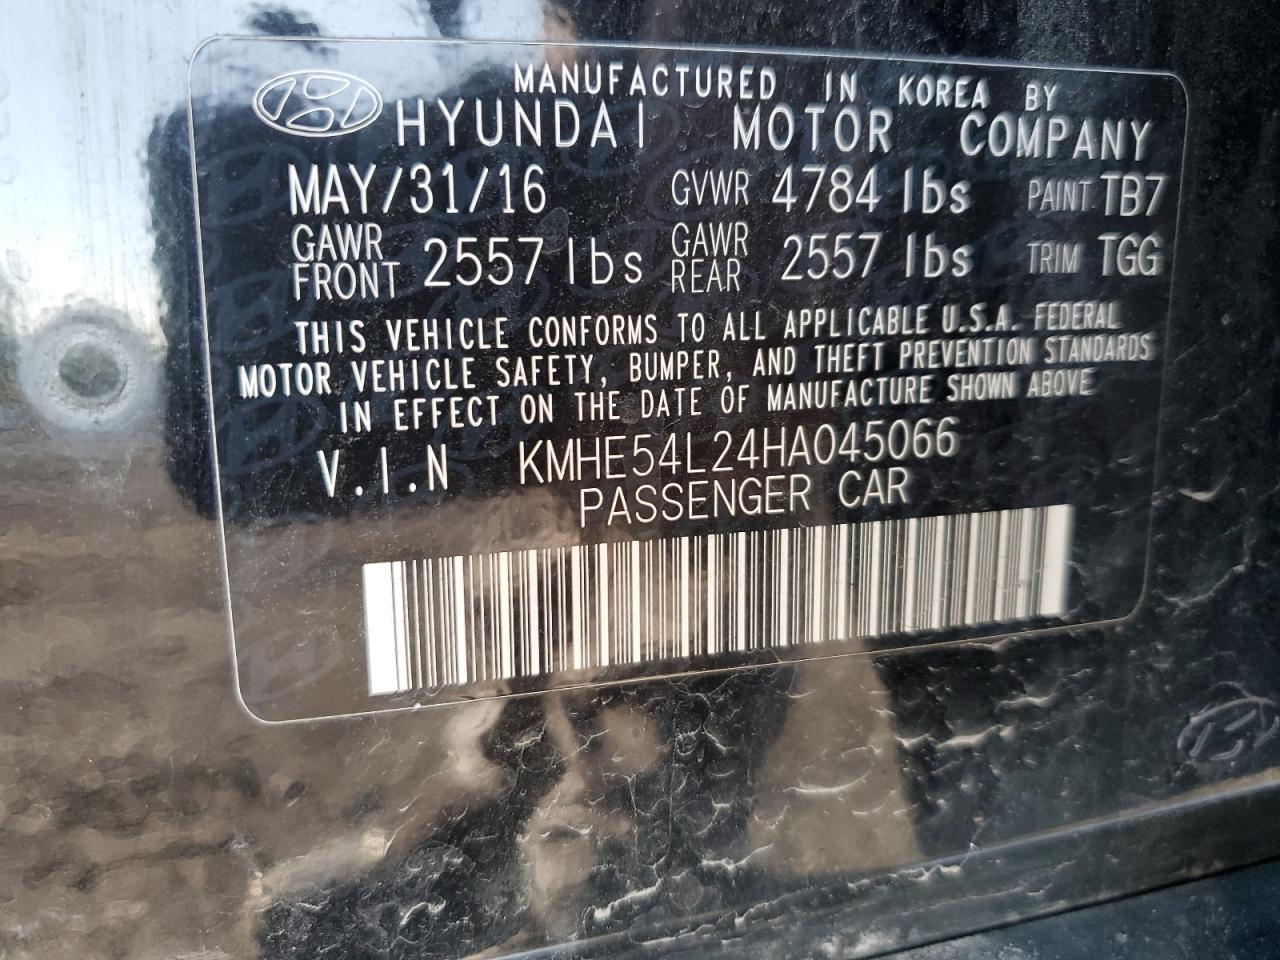 MANUFACTURED IN KOREA BY
HYUNDAI MOTOR COMPANY
MAY/31/16 GVWR 4784 lbs PAINT TB7
GAWR FRONT 2557 lbs GAWR REAR 2557 lbs TRIM TGG
THIS VEHICLE CONFORMS TO ALL APPLICABLE U.S.A. FEDERAL
MOTOR VEHICLE SAFETY, BUMPER, AND THEFT PREVENTION STANDARDS
IN EFFECT ON THE DATE OF MANUFACTURE SHOWN ABOVE
V.I.N KMHE54L24HA045066
PASSENGER CAR